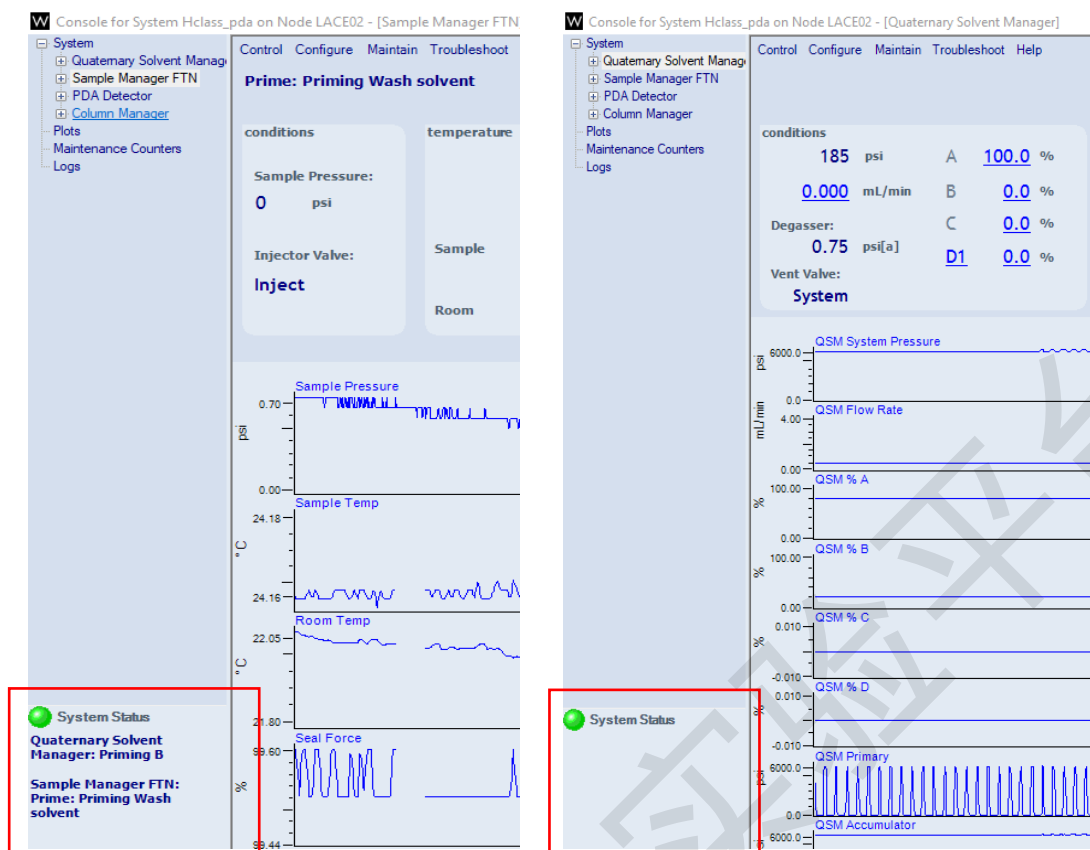 Console for System Hclass_pda on Node LACE02 - [Sample Manager FTN
System
Quaternary Solvent Manag
Sample Manager FTN
PDA Detector
Column Manager
Plots
Maintenance Counters
Logs
Control Configure Maintain Troubleshoot
Prime: Priming Wash solvent
conditions
Sample Pressure:
0 psi
Injector Valve:
Inject
temperature
Sample
Room
Sample Pressure
0.70
psi
0.00
Sample Temp
24.18
° C
24.16
Room Temp
22.05
° C
21.80
Seal Force
99.60
%
99.44
System Status
Quaternary Solvent
Manager: Priming B
Sample Manager FTN:
Prime: Priming Wash
solvent
Console for System Hclass_pda on Node LACE02 - [Quaternary Solvent Manager]
System
Quaternary Solvent Manag
Sample Manager FTN
PDA Detector
Column Manager
Plots
Maintenance Counters
Logs
Control Configure Maintain Troubleshoot Help
conditions
185 psi A 100.0 %
0.000 mL/min B 0.0 %
Degasser: C 0.0 %
0.75 psi[a] D1 0.0 %
Vent Valve:
System
QSM System Pressure
6000.0
psi
0.0
QSM Flow Rate
4.00
mL/min
0.00
QSM % A
100.00
%
0.00
QSM % B
100.00
%
0.00
QSM % C
0.010
%
-0.010
QSM % D
0.010
%
-0.010
QSM Primary
6000.0
psi
0.0
QSM Accumulator
6000.0
psi
System Status
实验平台